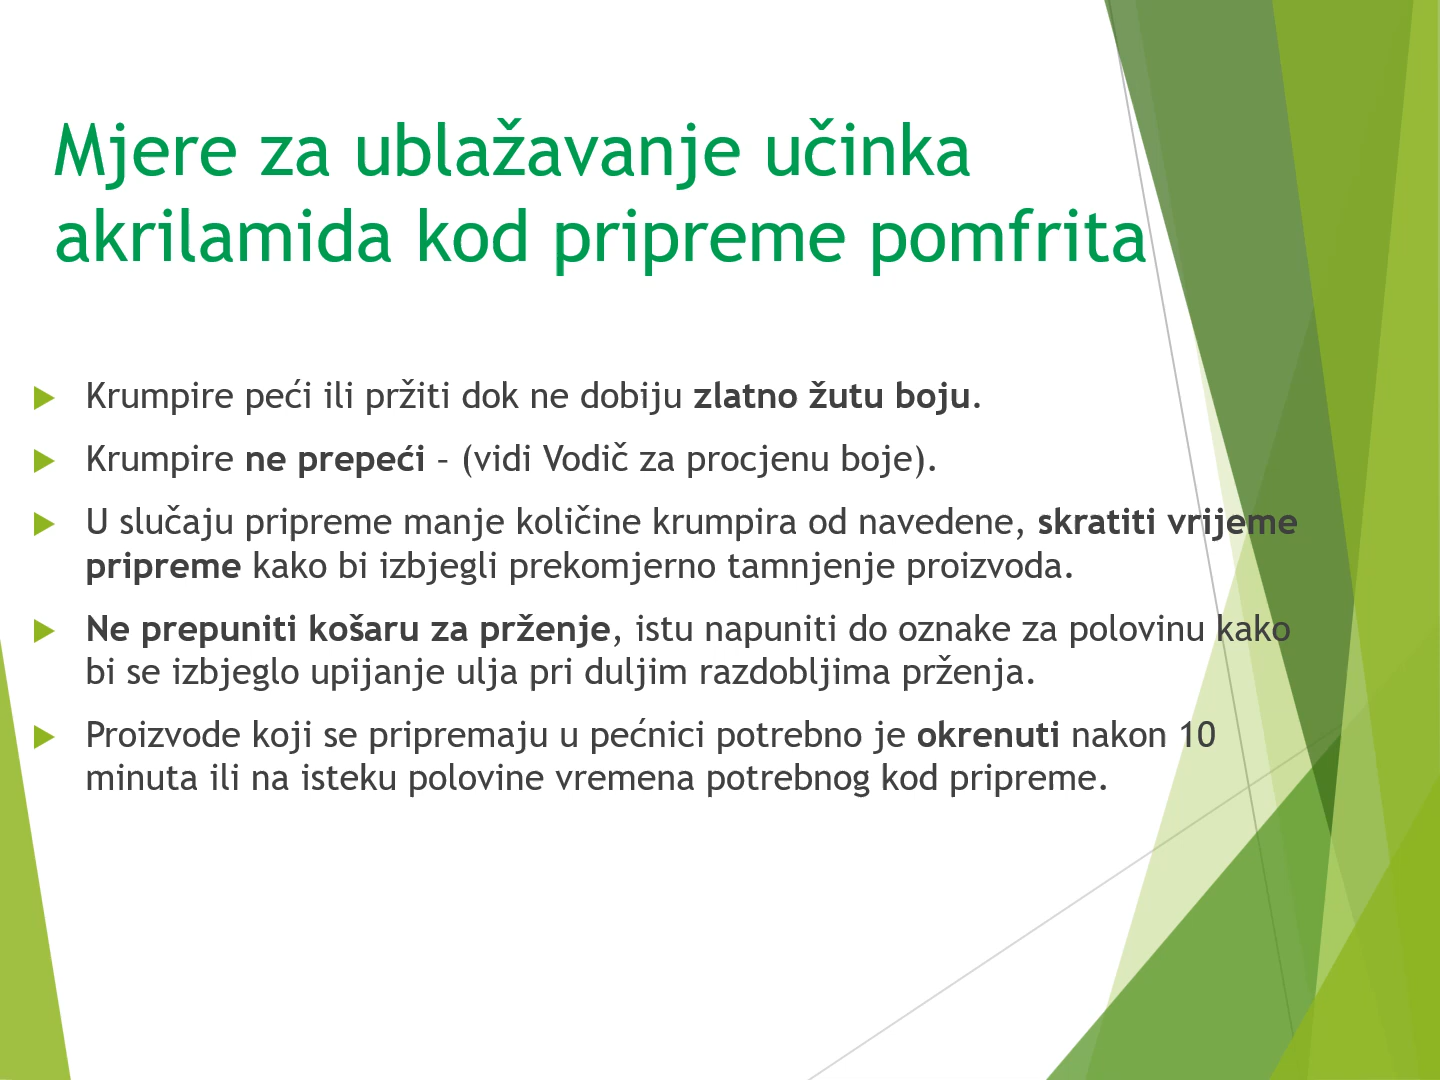 Mjere za ublažavanje učinka
akrilamida kod pripreme pomfrita
Krumpire peći ili pržiti dok ne dobiju zlatno žutu boju.
Krumpire ne prepeći – (vidi Vodič za procjenu boje).
U slučaju pripreme manje količine krumpira od navedene, skratiti vrijeme
pripreme kako bi izbjegli prekomjerno tamnjenje proizvoda.
Ne prepuniti košaru za prženje, istu napuniti do oznake za polovinu kako
bi se izbjeglo upijanje ulja pri duljim razdobljima prženja.
Proizvode koji se pripremaju u pećnici potrebno je okrenuti nakon 10
minuta ili na isteku polovine vremena potrebnog kod pripreme.